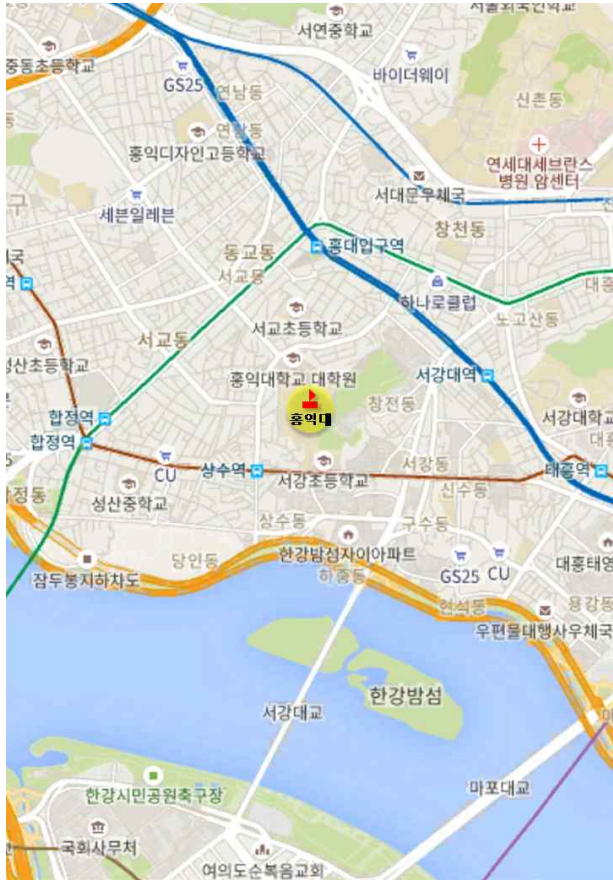 서울외국인학교
서연중학교
중동초등학교
바이더웨이
GS25
연남동
신촌동
연남동
홍익디자인고등학교
연세대세브란스
병원 암센터
서대문우체국
세븐일레븐
창천동
동교동
홍대입구역
서교동
역
하나로클럽
대흥
노고산동
서교초등학교
서교동
성산초등학교
홍익대학교 대학원
서강대역
홍익대
창전동
서강대학교
합정역
합정역
서강동
상수역
대흥역
CU
서강초등학교
성산중학교
신수동
합정동
상수동
구수동
한강밤섬자이아파트
당인동
하중동
GS25
CU
대흥태영
잠두봉지하차도
현석동
용강동
우편물대행사우체국
한강밤섬
서강대교
마포대교
한강시민공원축구장
국회사무처
여의도순복음교회